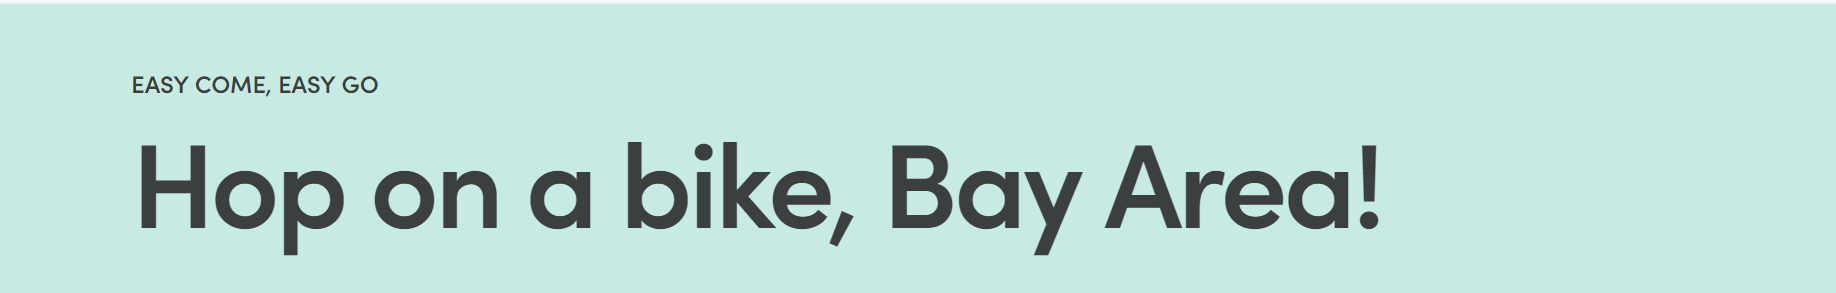 EASY COME, EASY GO
Hop on a bike, Bay Area!